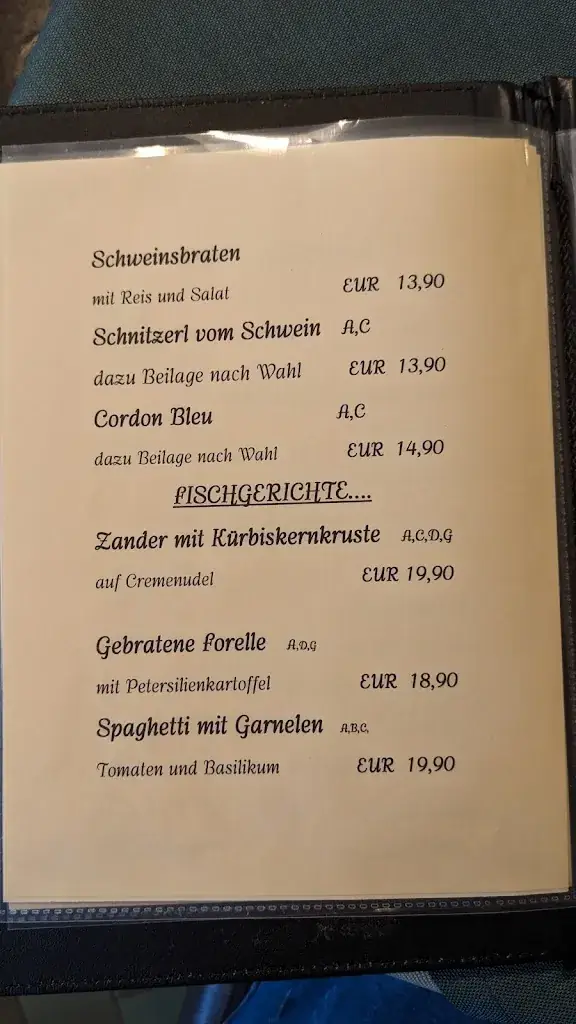 Schweinsbraten
mit Reis und Salat EUR 13,90
Schnitzerl vom Schwein A,C
dazu Beilage nach Wahl EUR 13,90
Cordon Bleu A,C
dazu Beilage nach Wahl EUR 14,90
FISCHGERICHTE....
Zander mit Kürbiskernkruste A,C,D,G
auf Cremenudel EUR 19,90
Gebratene Forelle A,D,G
mit Petersilienkartoffel EUR 18,90
Spaghetti mit Garnelen A,B,C,
Tomaten und Basilikum EUR 19,90